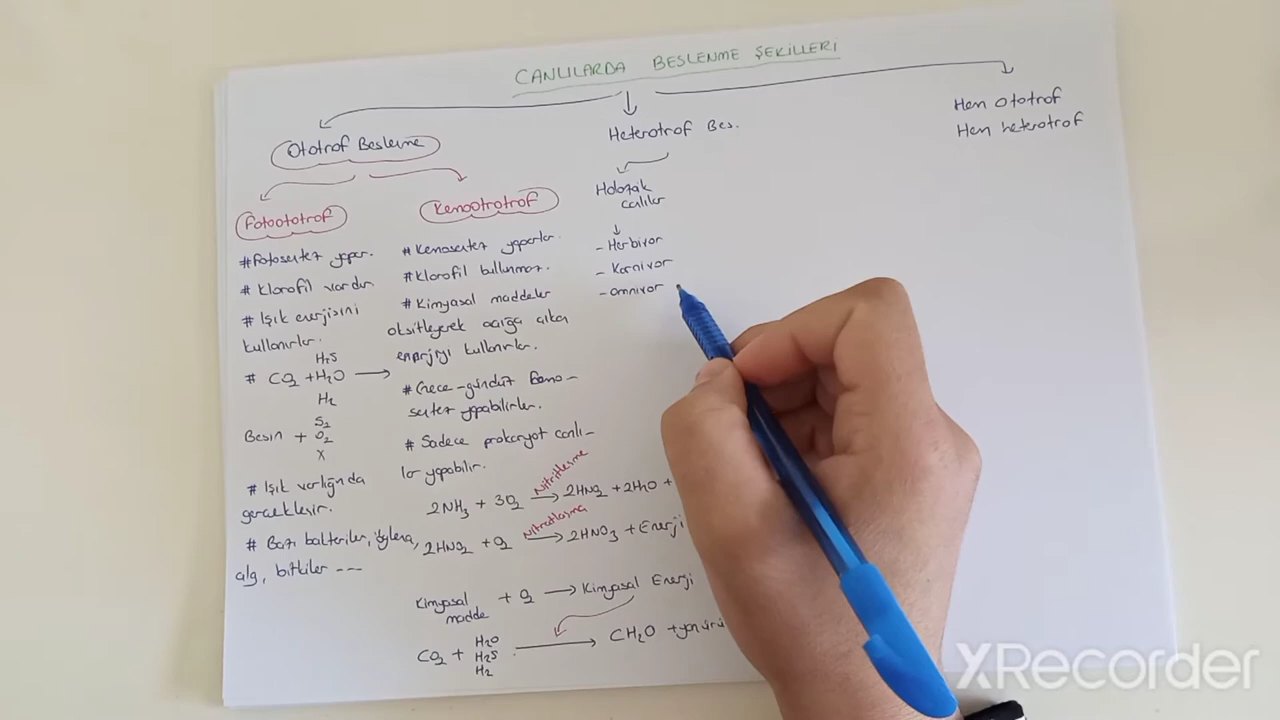 CANLILARDA BESLENME ŞEKİLLERİ
Ototrof Beslenme
Fotoototrof
#Fotosentez yapar.
# Klorofil vardır
# Işık enerjisini
kullanırlar.
# CO2 + H2S H2O H2 →
Besin + S2 O2 X
# Işık varlığında
gerçekleşir.
# Bazı bakteriler, öglena,
alg, bitkiler ---
Kemoototrof
# Kemosentez yaparlar.
#Klorofil bulunmaz.
# Kimyasal maddeler
oksitleyerek açığa çıkan
enerjiyi kullanırlar.
# Gece-gündüz kemo-
sentez yapabilirler.
# Sadece prokaryot canlı-
lar yapabilir.
Nitritleşme
2NH3 + 3O2 → 2HNO2 + 2H2O +
Nitratlaşma
2HNO2 + O2 → 2HNO3 + Enerji
Kimyasal madde + O2 → Kimyasal Enerji
CO2 + H2O H2S H2 → CH2O +
Heterotrof Bes.
Holozoik
canlılar
- Herbivor
- Karnivor
- omnivor
Hem ototrof
Hem heterotrof
XRecorder